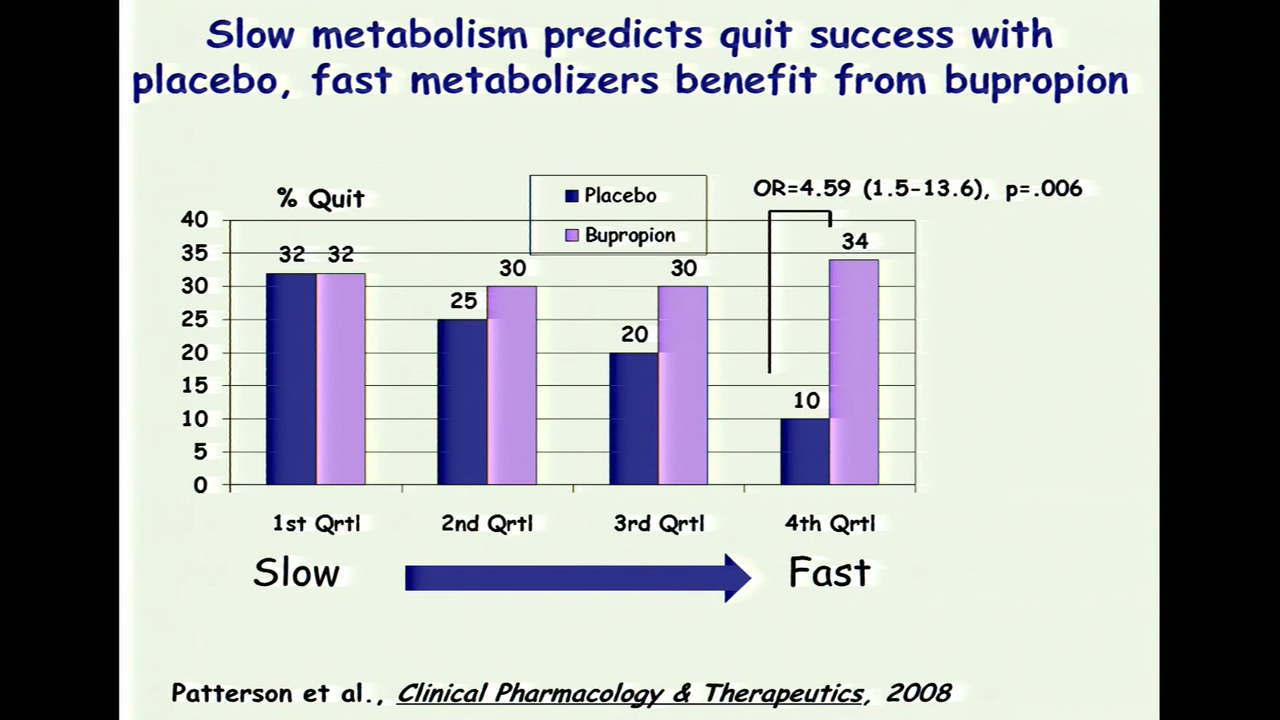 Slow metabolism predicts quit success with
placebo, fast metabolizers benefit from bupropion
% Quit
Placebo
Bupropion
OR=4.59 (1.5-13.6), p=.006
40
35
30
25
20
15
10
5
0
32 32
25 30
20 30
10 34
1st Qrtl 2nd Qrtl 3rd Qrtl 4th Qrtl
Slow Fast
Patterson et al., Clinical Pharmacology & Therapeutics, 2008